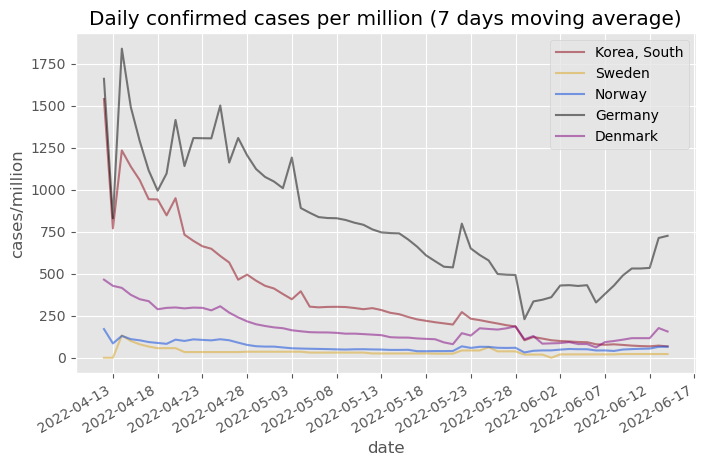 Daily confirmed cases per million (7 days moving average)
Korea, South
Sweden
Norway
Germany
Denmark
cases/million
1750
1500
1250
1000
750
500
250
0
2022-04-13
2022-04-18
2022-04-23
2022-04-28
2022-05-03
2022-05-08
2022-05-13
2022-05-18
2022-05-23
2022-05-28
2022-06-02
2022-06-07
2022-06-12
2022-06-17
date